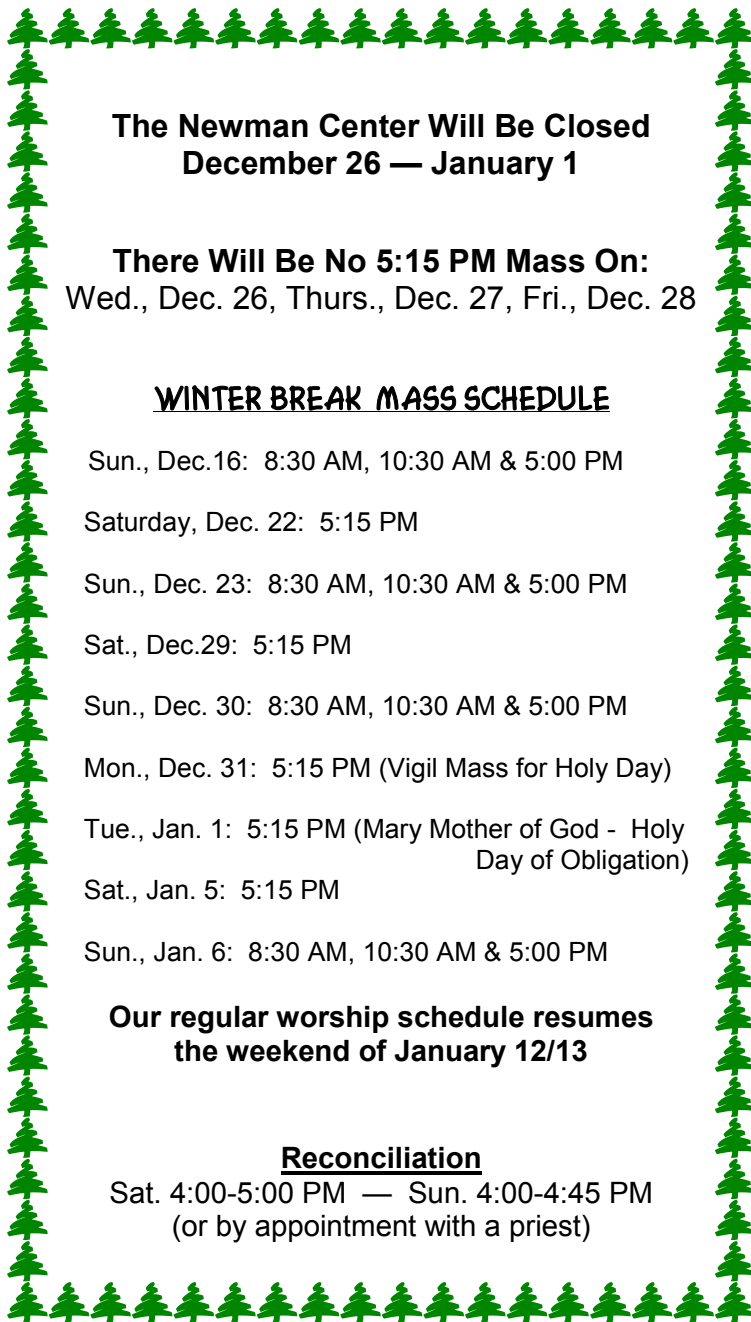 The Newman Center Will Be Closed
December 26 — January 1
There Will Be No 5:15 PM Mass On:
Wed., Dec. 26, Thurs., Dec. 27, Fri., Dec. 28
WINTER BREAK MASS SCHEDULE
Sun., Dec.16: 8:30 AM, 10:30 AM & 5:00 PM
Saturday, Dec. 22: 5:15 PM
Sun., Dec. 23: 8:30 AM, 10:30 AM & 5:00 PM
Sat., Dec.29: 5:15 PM
Sun., Dec. 30: 8:30 AM, 10:30 AM & 5:00 PM
Mon., Dec. 31: 5:15 PM (Vigil Mass for Holy Day)
Tue., Jan. 1: 5:15 PM (Mary Mother of God - Holy
Day of Obligation)
Sat., Jan. 5: 5:15 PM
Sun., Jan. 6: 8:30 AM, 10:30 AM & 5:00 PM
Our regular worship schedule resumes
the weekend of January 12/13
Reconciliation
Sat. 4:00-5:00 PM — Sun. 4:00-4:45 PM
(or by appointment with a priest)